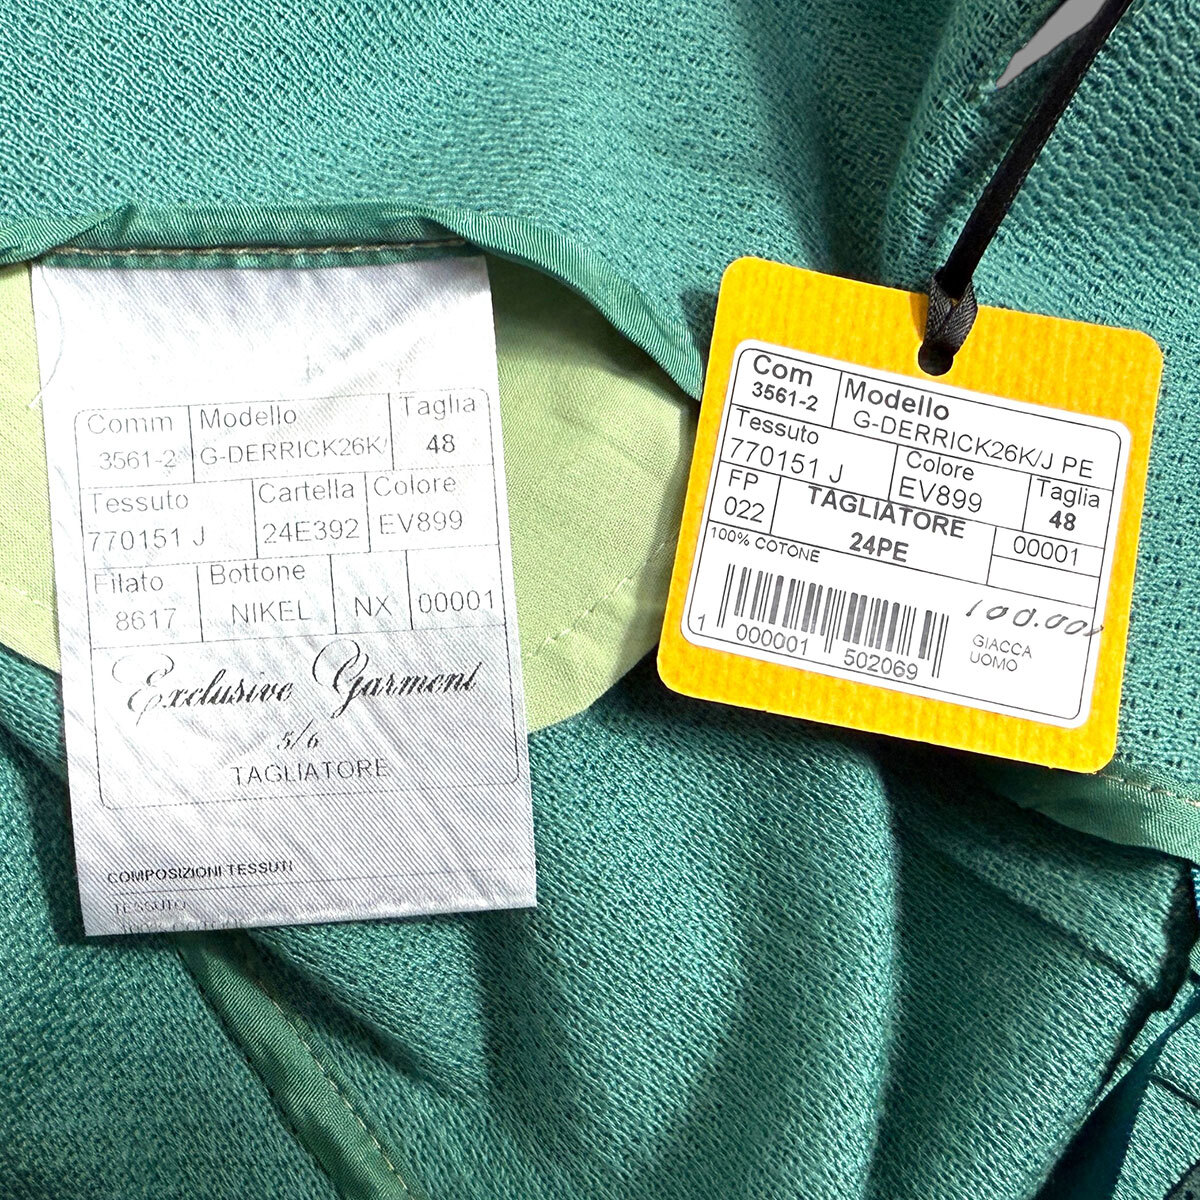 Comm Modello Taglia
3561-2 G-DERRICK26K/ 48
Tessuto Cartella Colore
770151 J 24E392 EV899
Filato Bottone
8617 NIKEL NX 00001
Exclusive Garment
5/6
TAGLIATORE
COMPOSIZIONI TESSUTI
TESSUTO
Com Modello
3561-2 G-DERRICK26K/J PE
Tessuto Colore Taglia
770151 J EV899 48
FP TAGLIATORE
022 24PE 00001
100% COTONE
100.00
1 000001 502069
GIACCA
UOMO